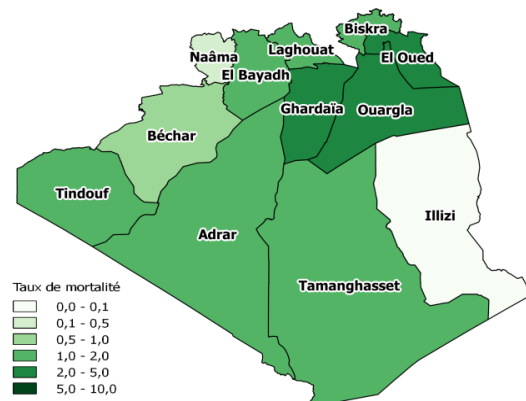 Biskra
Laghouat
Naâma
El Oued
El Bayadh
Ghardaïa
Ouargla
Béchar
Tindouf
Illizi
Adrar
Tamanghasset
Taux de mortalité
0,0 - 0,1
0,1 - 0,5
0,5 - 1,0
1,0 - 2,0
2,0 - 5,0
5,0 - 10,0